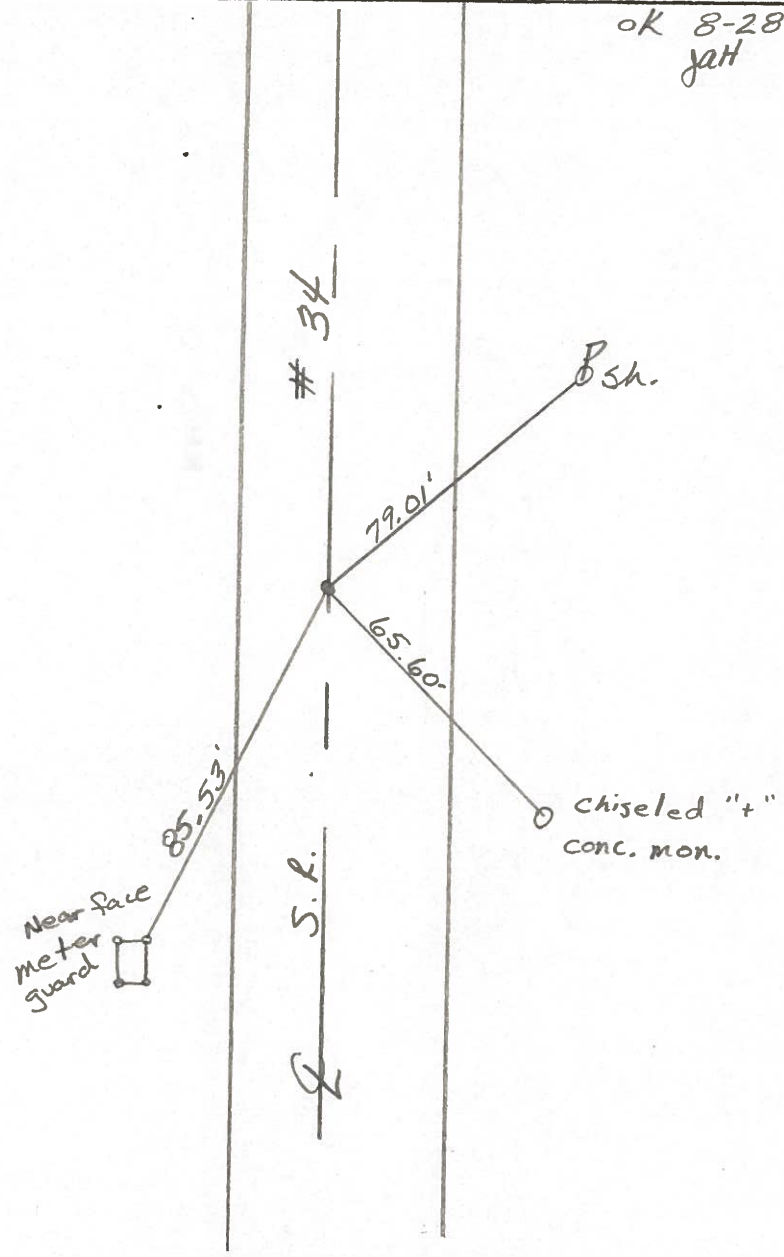 ok 8-28
JAH
# 34
P sh.
79.01'
65.60-
85.53'
chiseled "+"
conc. mon.
S.R.
Near face
meter
guard
℄